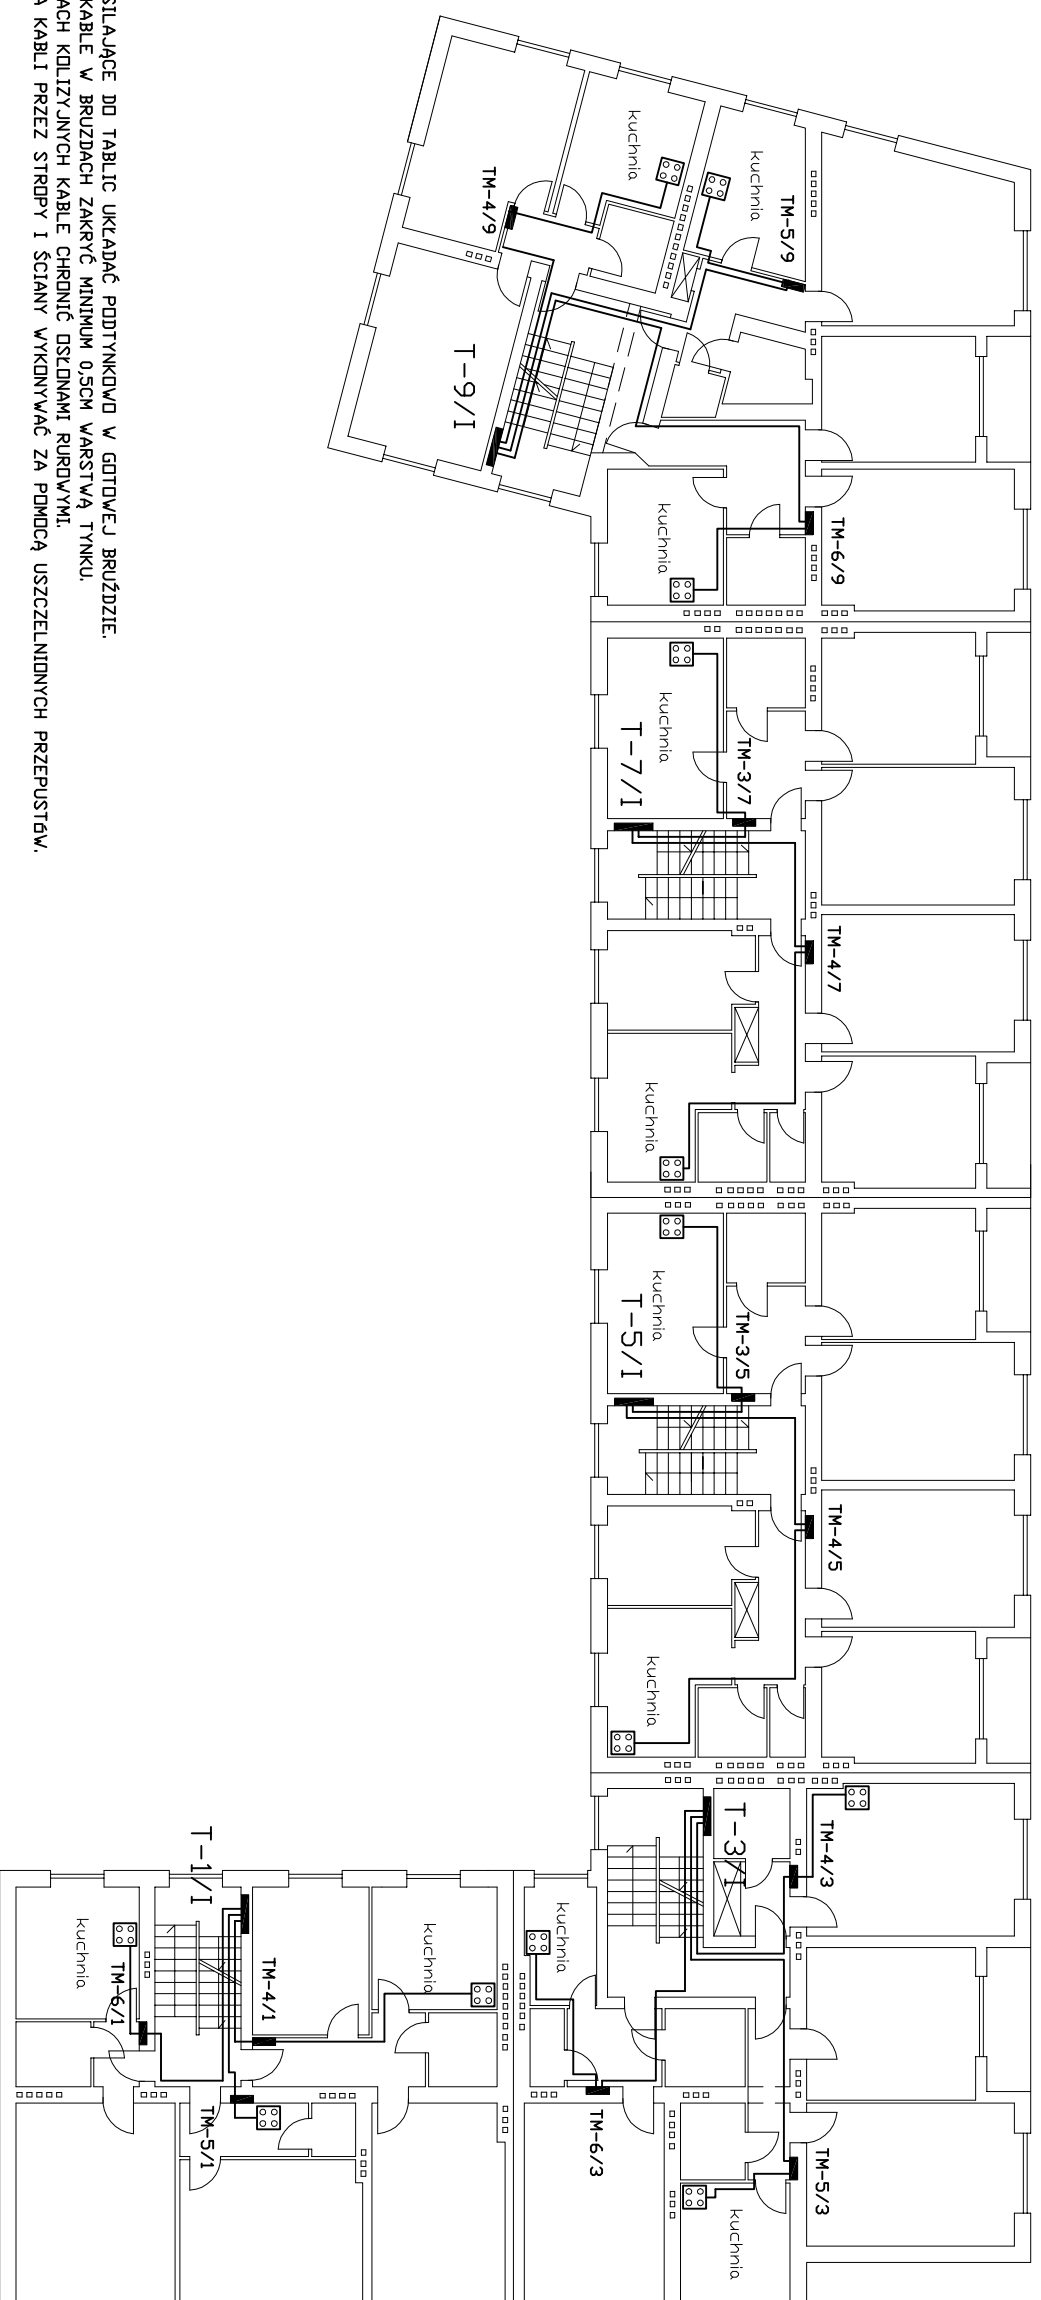 SILAJĄCE DO TABLIC UKŁADAĆ PODTYNKOWO W GOTOWEJ BRUŹDZIE.
KABLE W BRUZDACH ZAKRYĆ MINIMUM 0,5CM WARSTWĄ TYNKU.
ACH KOLIZYJNYCH KABLE CHRONIĆ OSŁONAMI RUROWYMI.
A KABLI PRZEZ STROPY I ŚCIANY WYKONYWAĆ ZA POMOCĄ USZCZELNIONYCH PRZEPUSTÓW.
kuchnia
kuchnia
TM-4/9
TM-5/9
T-9/I
kuchnia
TM-6/9
kuchnia
T-7/I
TM-3/7
TM-4/7
kuchnia
kuchnia
T-5/I
TM-3/5
TM-4/5
kuchnia
T-3/I
TM-4/3
T-1/I
kuchnia
kuchnia
kuchnia
TM-6/1
TM-4/1
TM-5/1
TM-6/3
TM-5/3
kuchnia